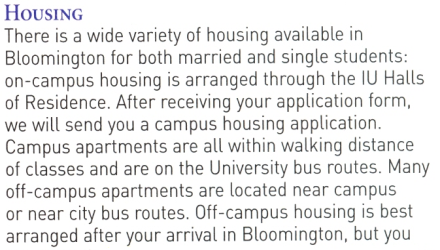 HOUSING
There is a wide variety of housing available in
Bloomington for both married and single students:
on-campus housing is arranged through the IU Halls
of Residence. After receiving your application form,
we will send you a campus housing application.
Campus apartments are all within walking distance
of classes and are on the University bus routes. Many
off-campus apartments are located near campus
or near city bus routes. Off-campus housing is best
arranged after your arrival in Bloomington, but you